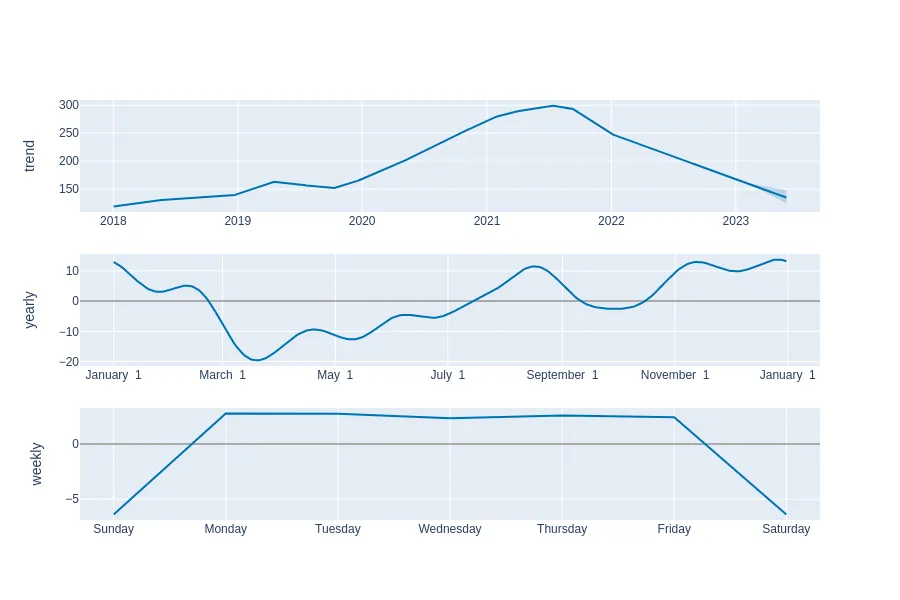 trend
300
250
200
150
2018 2019 2020 2021 2022 2023
yearly
10
0
−10
−20
January 1 March 1 May 1 July 1 September 1 November 1 January 1
weekly
0
−5
Sunday Monday Tuesday Wednesday Thursday Friday Saturday